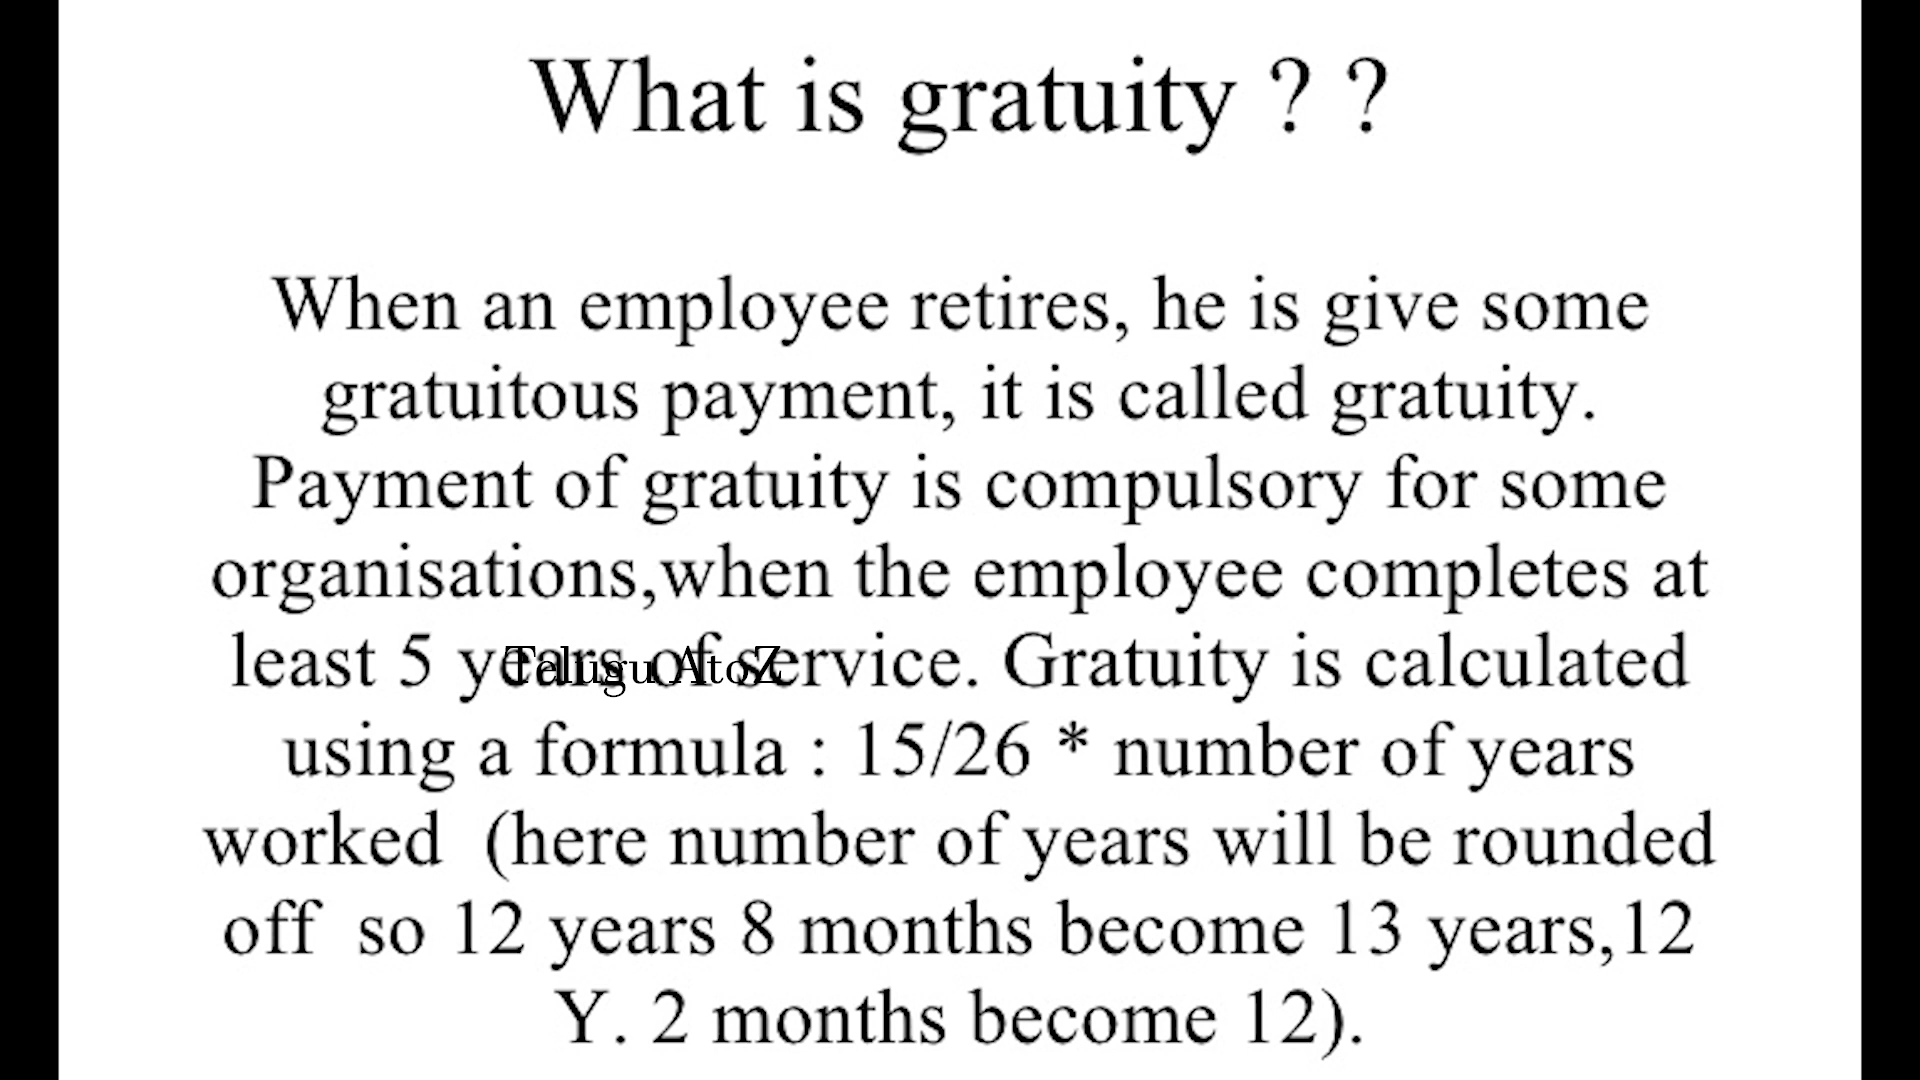 What is gratuity ? ?
When an employee retires, he is give some
gratuitous payment, it is called gratuity.
Payment of gratuity is compulsory for some
organisations,when the employee completes at
least 5 years of service. Gratuity is calculated
Telugu AtoZ
using a formula : 15/26 * number of years
worked (here number of years will be rounded
off so 12 years 8 months become 13 years,12
Y. 2 months become 12).